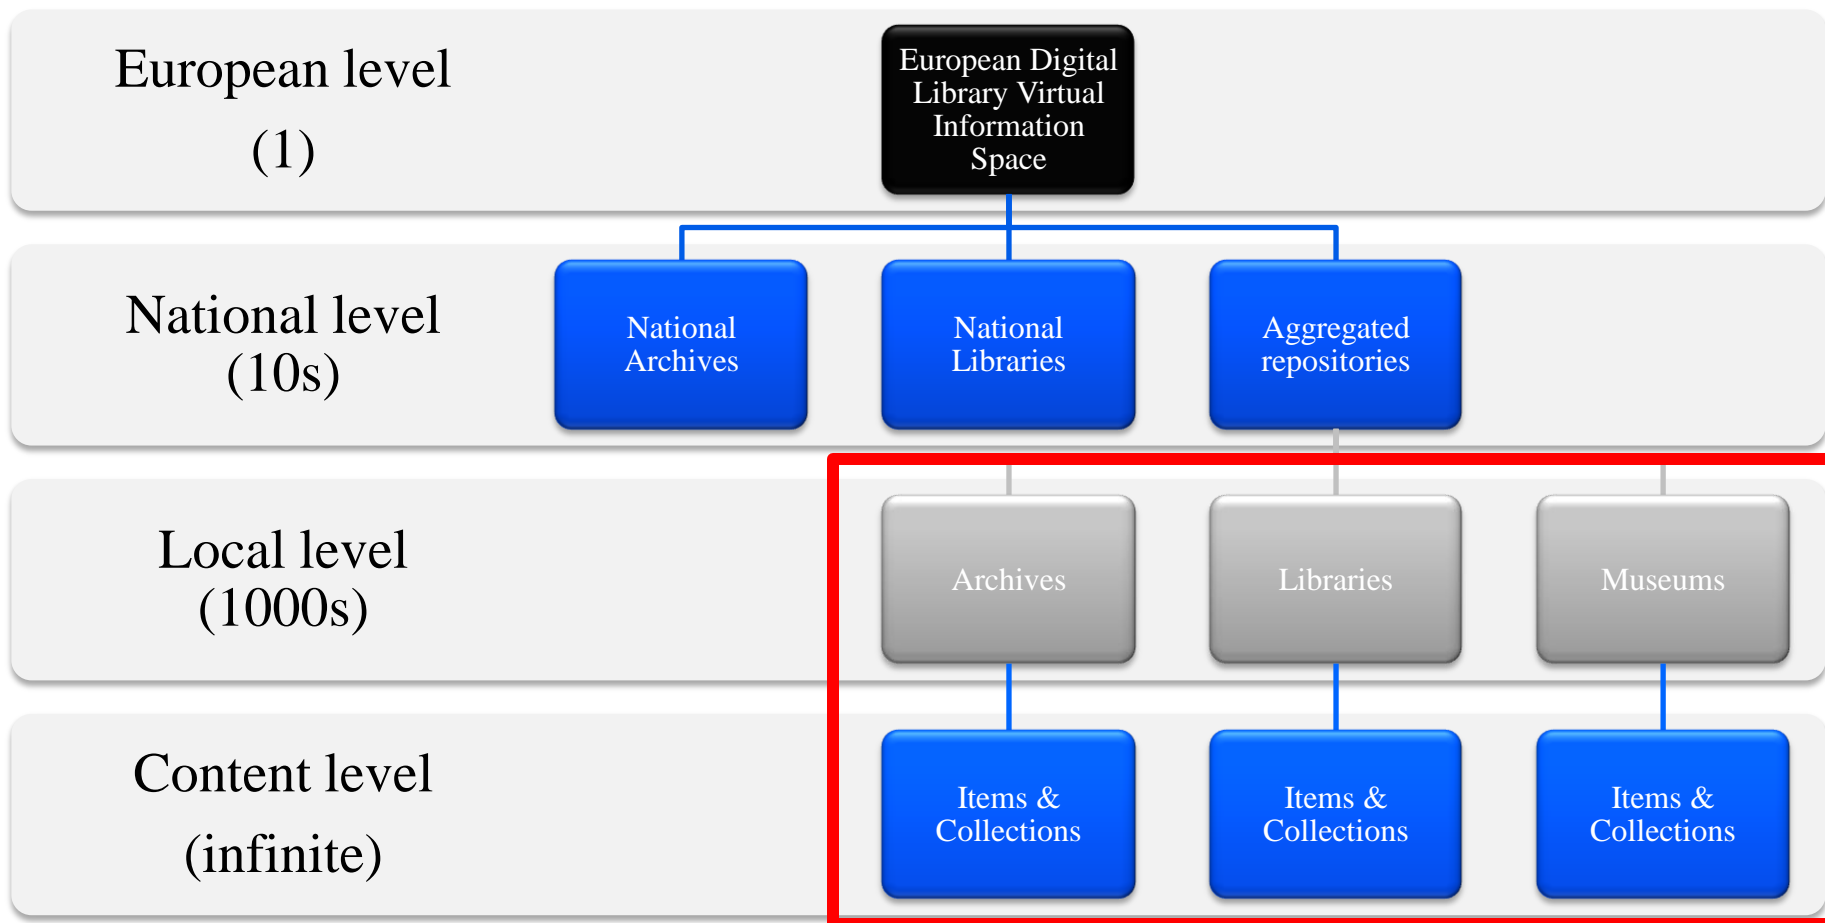 European level
(1)
European Digital
Library Virtual
Information
Space
National level
(10s)
National
Archives
National
Libraries
Aggregated
repositories
Local level
(1000s)
Archives
Libraries
Museums
Content level
(infinite)
Items &
Collections
Items &
Collections
Items &
Collections